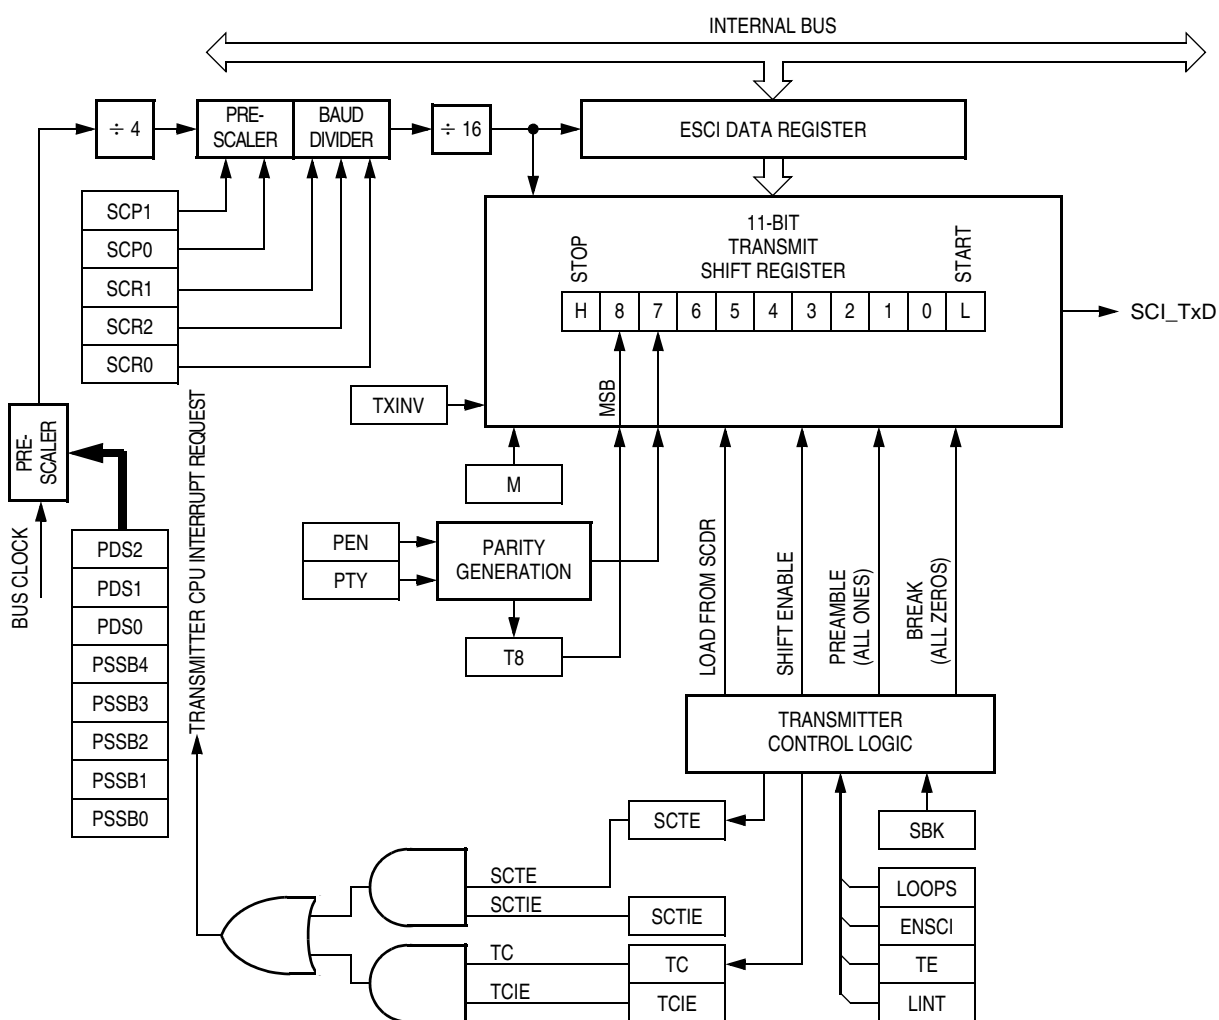 INTERNAL BUS
÷ 4
PRE-
SCALER
BAUD
DIVIDER
÷ 16
ESCI DATA REGISTER
SCP1
SCP0
SCR1
SCR2
SCR0
11-BIT
TRANSMIT
SHIFT REGISTER
STOP
START
H 8 7 6 5 4 3 2 1 0 L
SCI_TxD
MSB
TXINV
M
PRE-
SCALER
BUS CLOCK
PDS2
PDS1
PDS0
PSSB4
PSSB3
PSSB2
PSSB1
PSSB0
TRANSMITTER CPU INTERRUPT REQUEST
PEN
PTY
PARITY
GENERATION
T8
LOAD FROM SCDR
SHIFT ENABLE
PREAMBLE
(ALL ONES)
BREAK
(ALL ZEROS)
TRANSMITTER
CONTROL LOGIC
SCTE
SBK
SCTE
SCTIE
SCTIE
TC
TC
TCIE
TCIE
LOOPS
ENSCI
TE
LINT